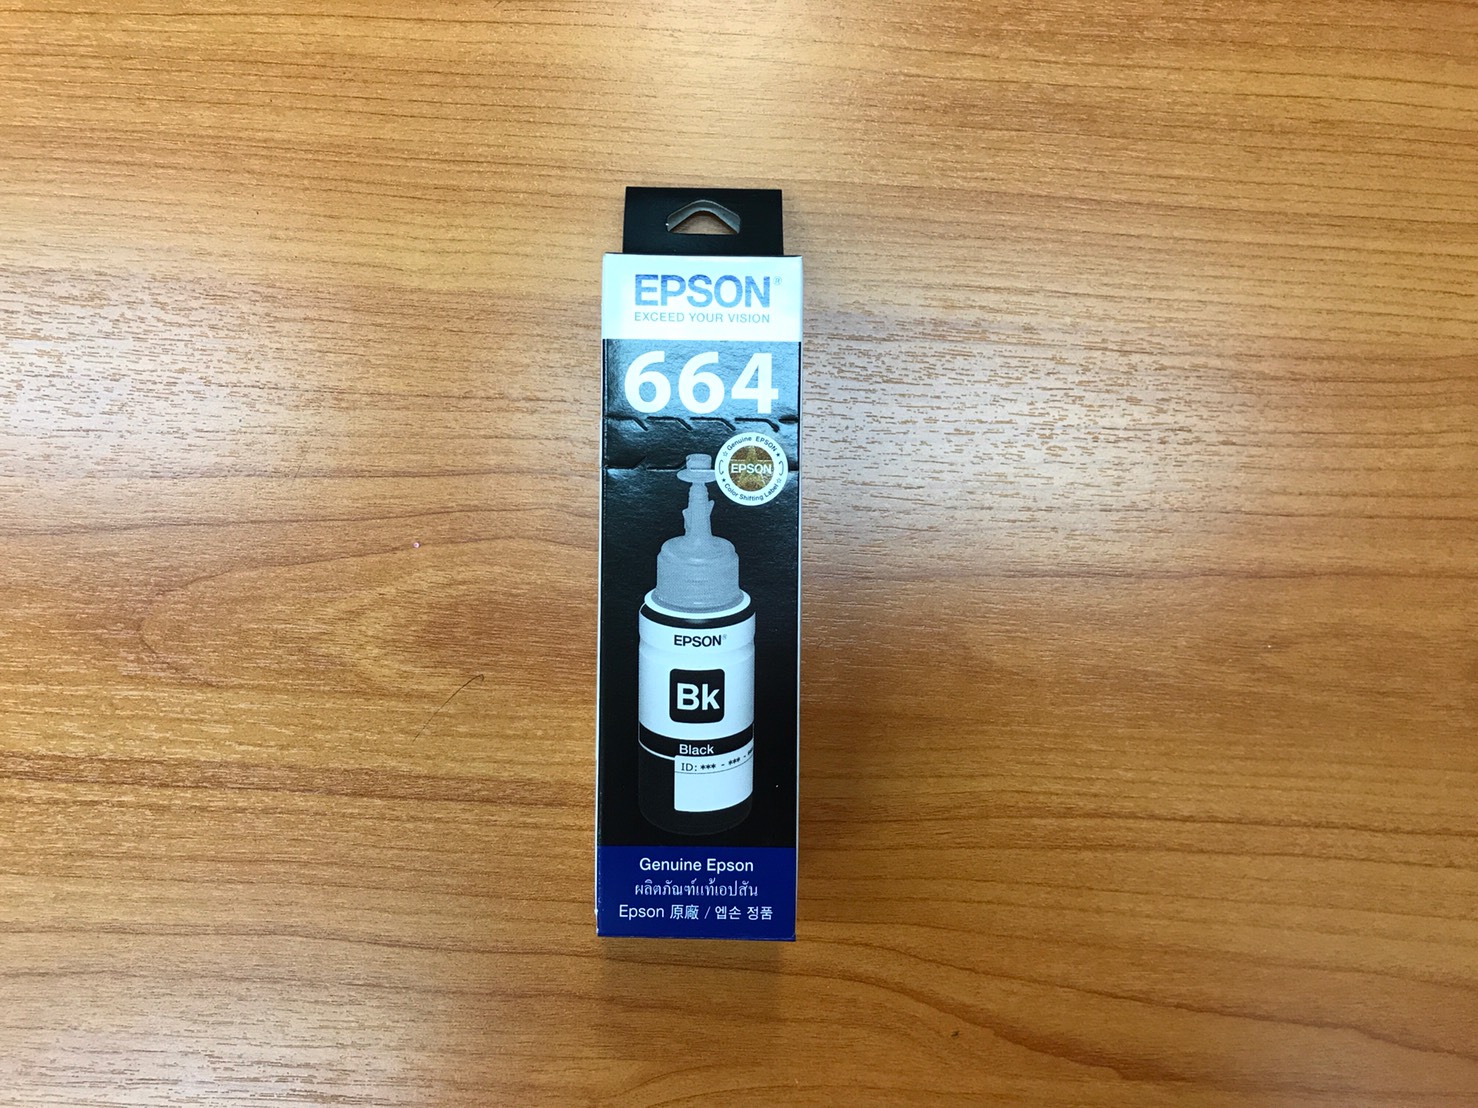 EPSON®
EXCEED YOUR VISION
664
☆ Genuine EPSON ★
EPSON
★ Color Shifting Label ☆
EPSON®
Bk
Black
ID: *** - *** -
Genuine Epson
ผลิตภัณฑ์แท้เอปสัน
Epson 原廠 / 엡손 정품